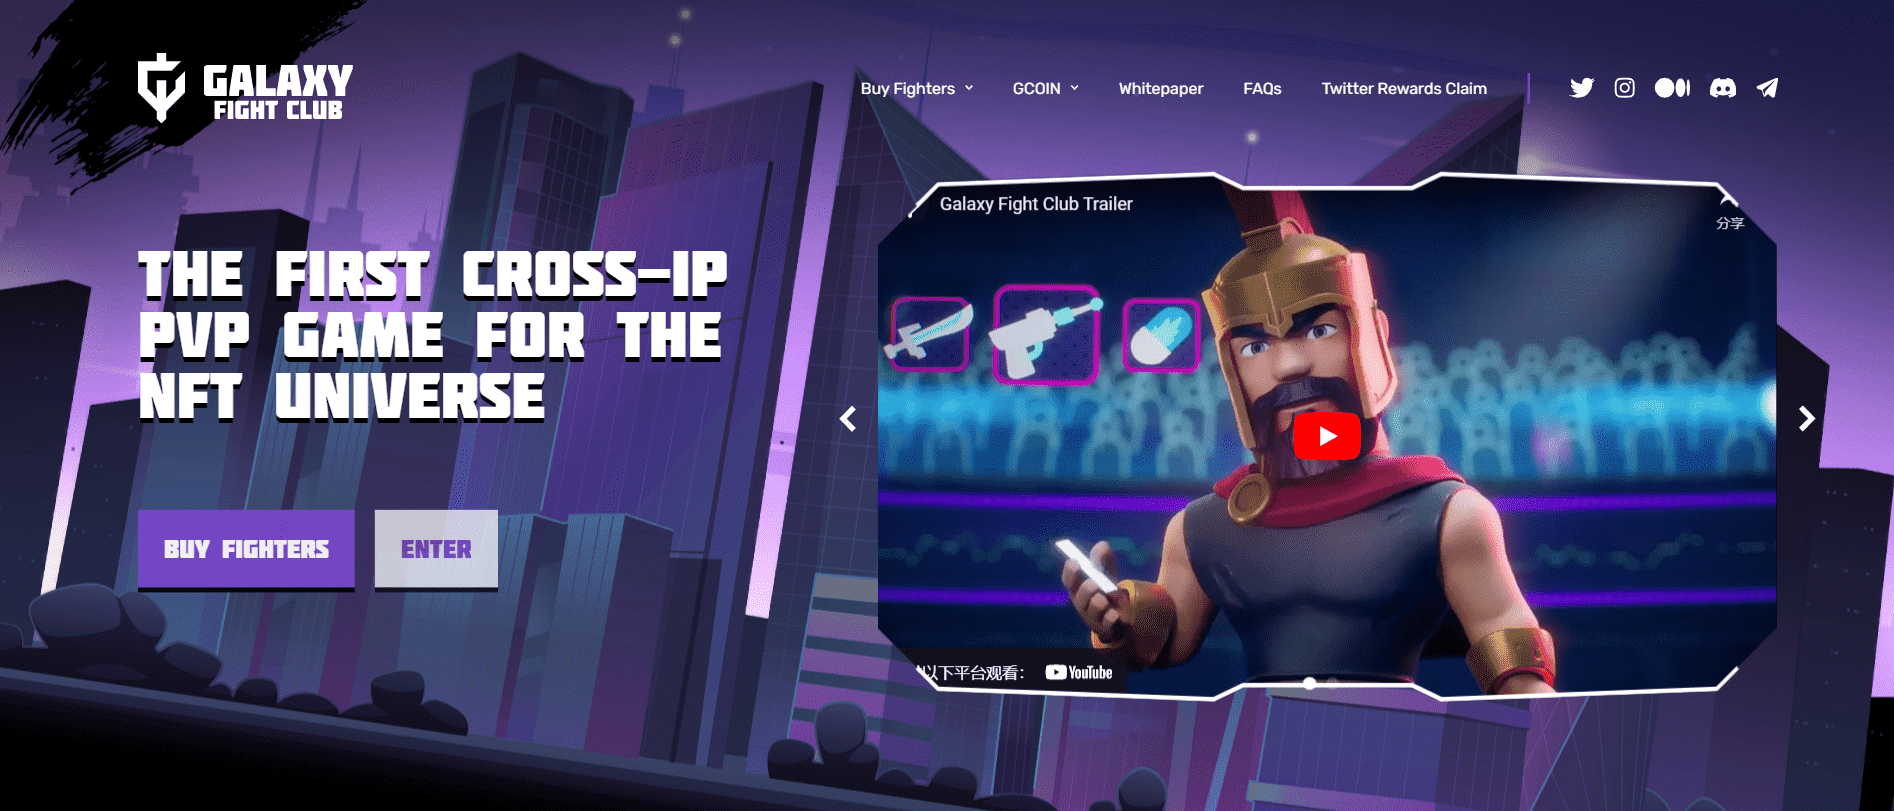 GALAXY
FIGHT CLUB
Buy Fighters
GCOIN
Whitepaper
FAQs
Twitter Rewards Claim
THE FIRST CROSS-IP
PVP GAME FOR THE
NFT UNIVERSE
BUY FIGHTERS
ENTER
Galaxy Fight Club Trailer
分享
以下平台观看：
YouTube